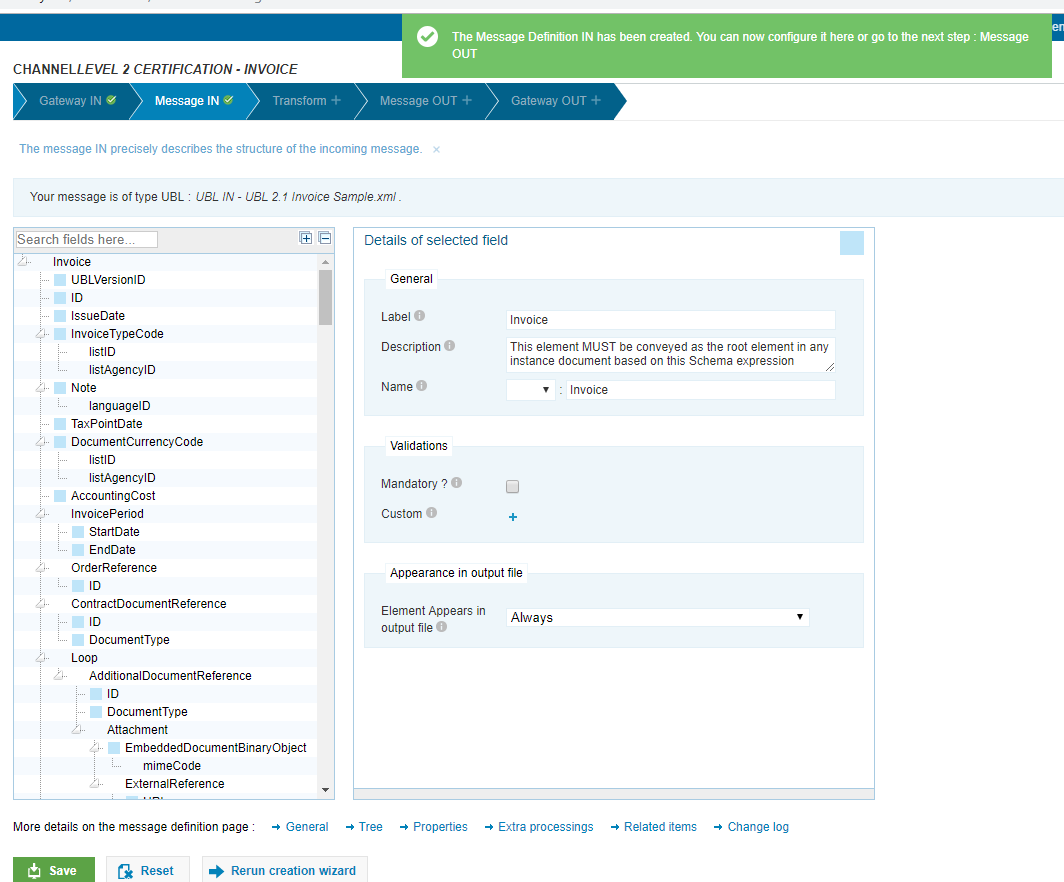 The Message Definition IN has been created. You can now configure it here or go to the next step : Message
OUT
CHANNELLEVEL 2 CERTIFICATION - INVOICE
Gateway IN
Message IN
Transform +
Message OUT +
Gateway OUT +
The message IN precisely describes the structure of the incoming message. ×
Your message is of type UBL : UBL IN - UBL 2.1 Invoice Sample.xml .
Search fields here...
Invoice
UBLVersionID
ID
IssueDate
InvoiceTypeCode
listID
listAgencyID
Note
languageID
TaxPointDate
DocumentCurrencyCode
listID
listAgencyID
AccountingCost
InvoicePeriod
StartDate
EndDate
OrderReference
ID
ContractDocumentReference
ID
DocumentType
Loop
AdditionalDocumentReference
ID
DocumentType
Attachment
EmbeddedDocumentBinaryObject
mimeCode
ExternalReference
Details of selected field
General
Label
Invoice
Description
This element MUST be conveyed as the root element in any
instance document based on this Schema expression
Name
: Invoice
Validations
Mandatory ?
Custom
+
Appearance in output file
Element Appears in
output file
Always
More details on the message definition page :
General
Tree
Properties
Extra processings
Related items
Change log
Save
Reset
Rerun creation wizard